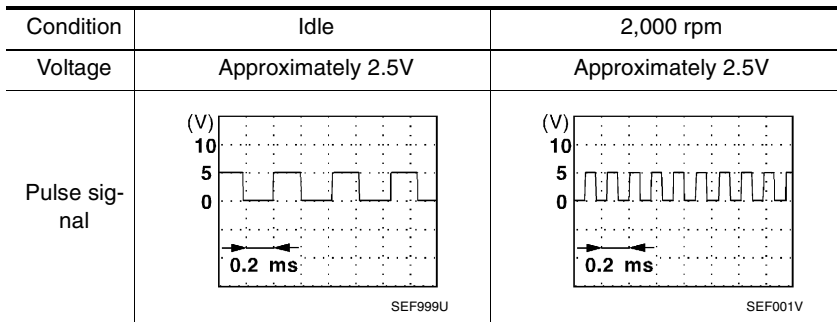 Condition Idle 2,000 rpm
Voltage Approximately 2.5V Approximately 2.5V
Pulse sig-
nal
(V)
10
5
0
0.2 ms
SEF999U
(V)
10
5
0
0.2 ms
SEF001V